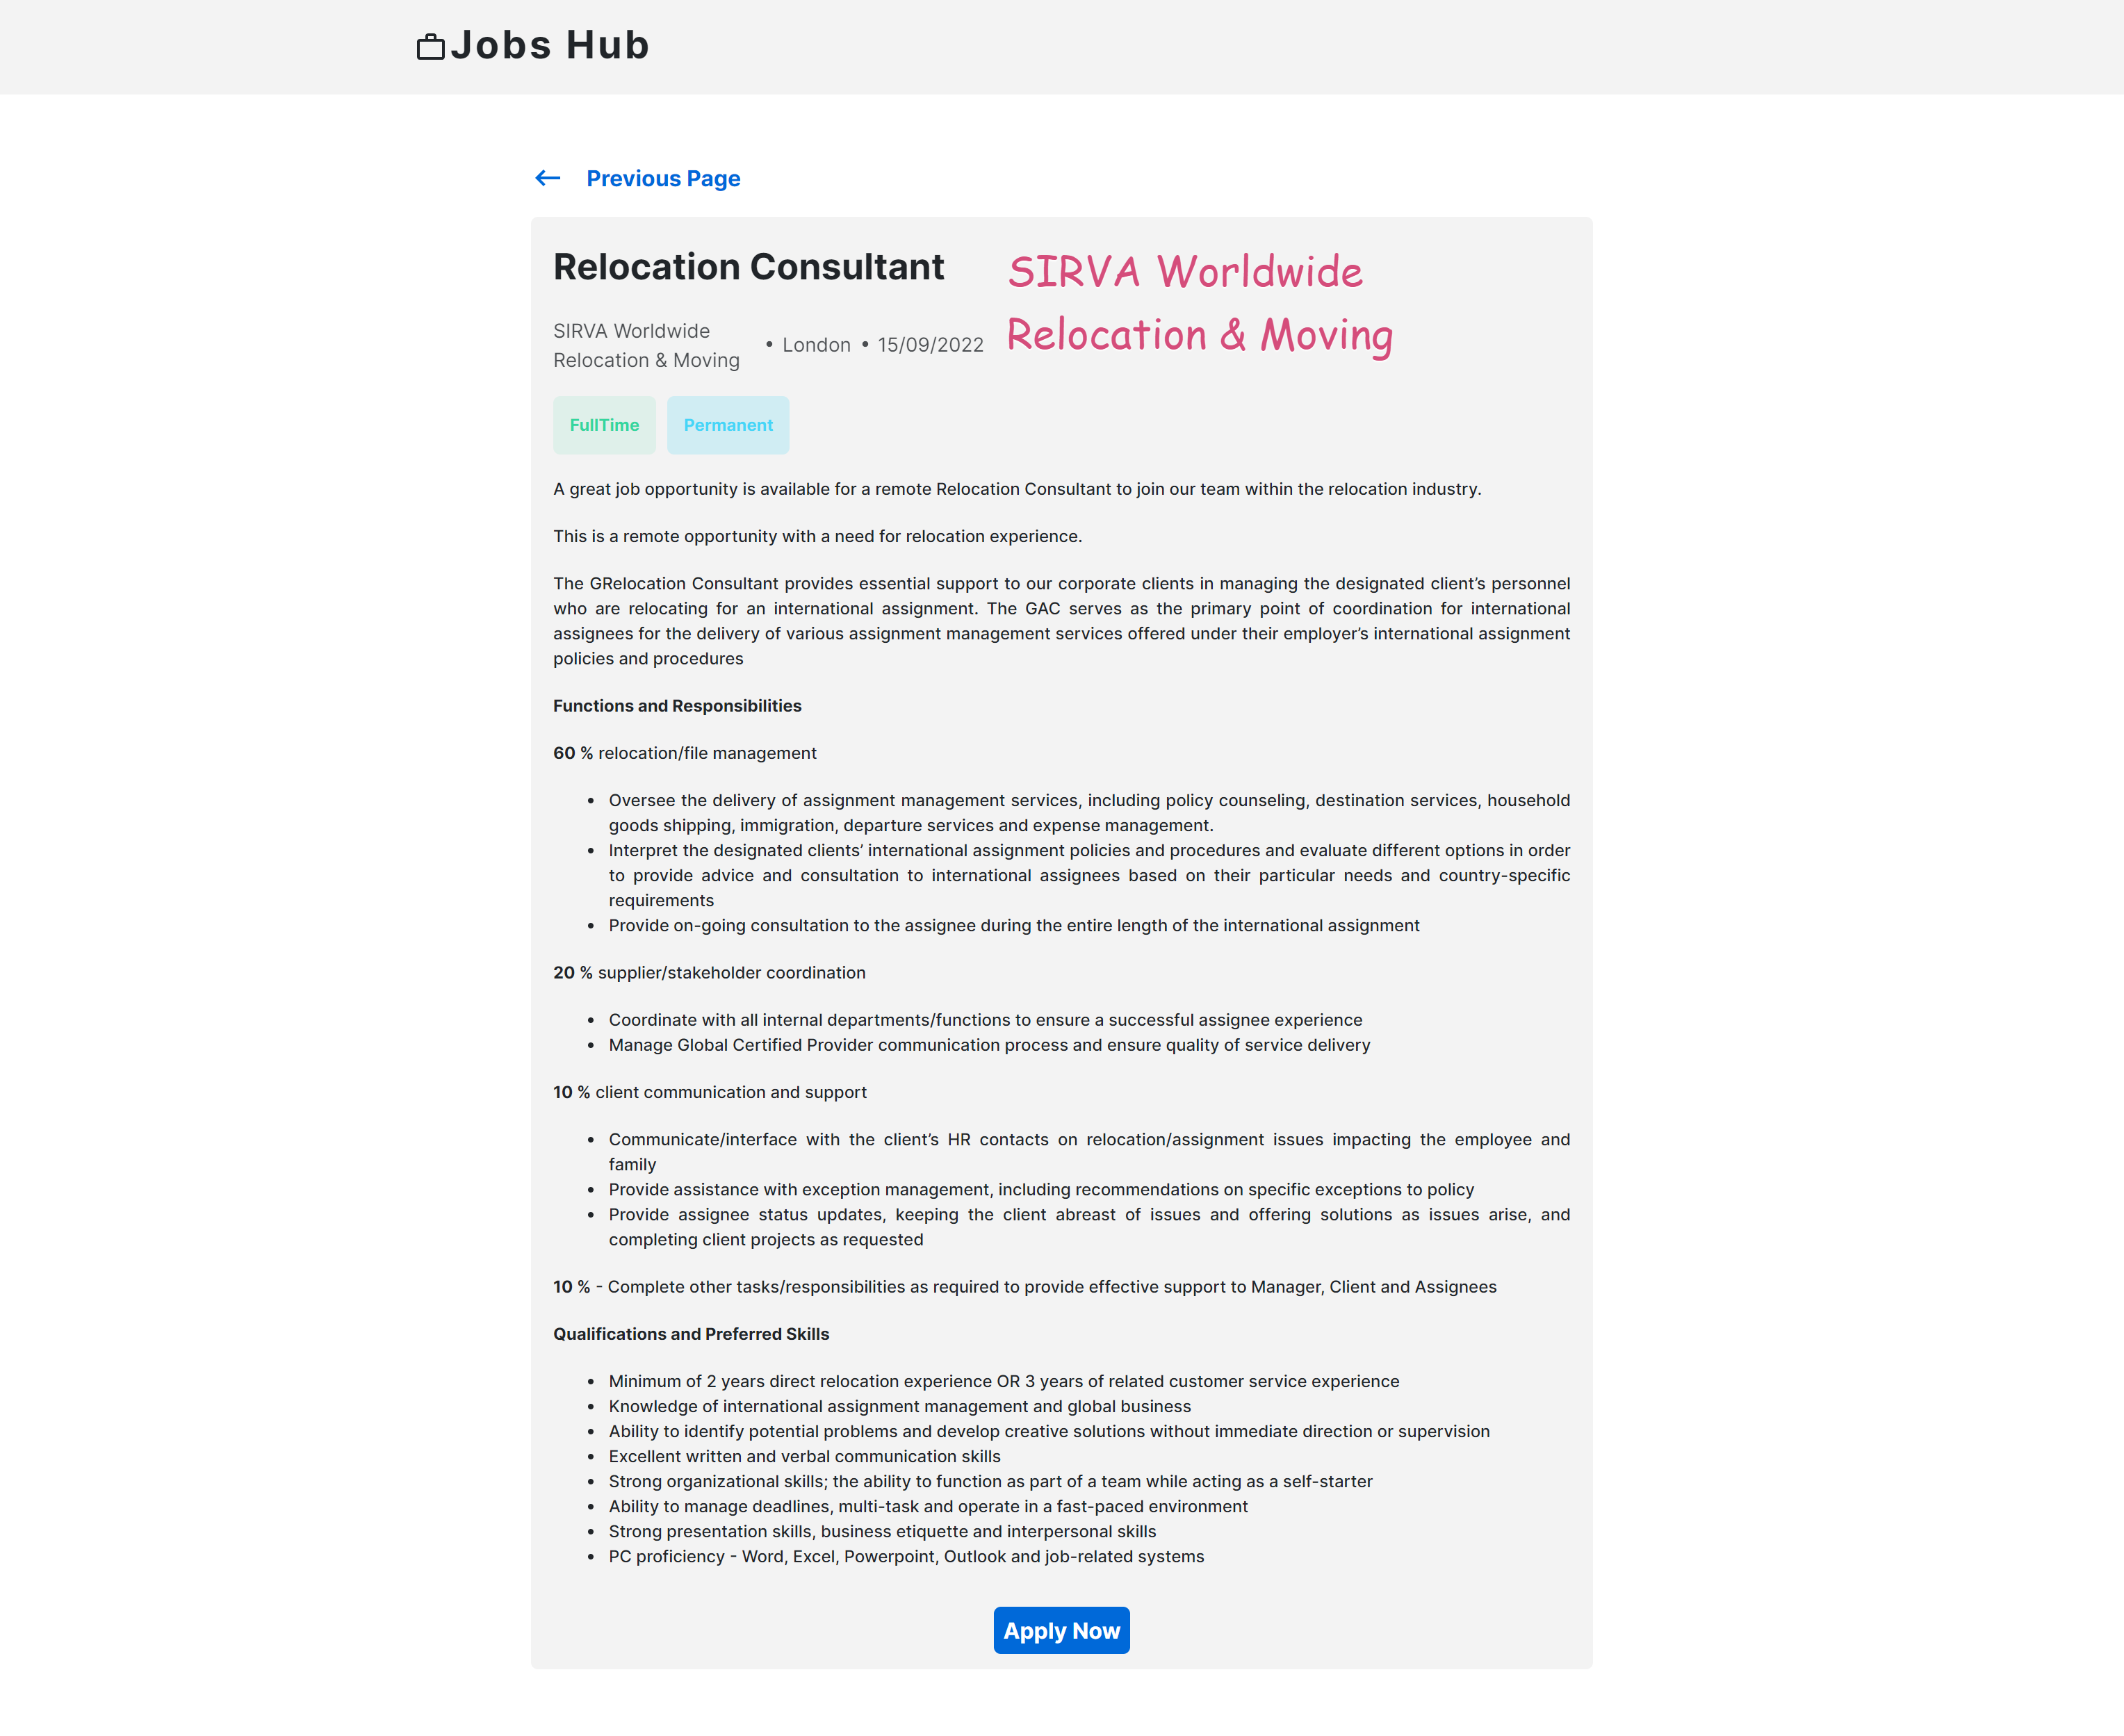 Jobs Hub
← Previous Page
Relocation Consultant
SIRVA Worldwide
Relocation & Moving
• London • 15/09/2022
SIRVA Worldwide
Relocation & Moving
FullTime
Permanent
A great job opportunity is available for a remote Relocation Consultant to join our team within the relocation industry.
This is a remote opportunity with a need for relocation experience.
The GRelocation Consultant provides essential support to our corporate clients in managing the designated client’s personnel
who are relocating for an international assignment. The GAC serves as the primary point of coordination for international
assignees for the delivery of various assignment management services offered under their employer’s international assignment
policies and procedures
Functions and Responsibilities
60 % relocation/file management
• Oversee the delivery of assignment management services, including policy counseling, destination services, household
goods shipping, immigration, departure services and expense management.
• Interpret the designated clients’ international assignment policies and procedures and evaluate different options in order
to provide advice and consultation to international assignees based on their particular needs and country-specific
requirements
• Provide on-going consultation to the assignee during the entire length of the international assignment
20 % supplier/stakeholder coordination
• Coordinate with all internal departments/functions to ensure a successful assignee experience
• Manage Global Certified Provider communication process and ensure quality of service delivery
10 % client communication and support
• Communicate/interface with the client’s HR contacts on relocation/assignment issues impacting the employee and
family
• Provide assistance with exception management, including recommendations on specific exceptions to policy
• Provide assignee status updates, keeping the client abreast of issues and offering solutions as issues arise, and
completing client projects as requested
10 % - Complete other tasks/responsibilities as required to provide effective support to Manager, Client and Assignees
Qualifications and Preferred Skills
• Minimum of 2 years direct relocation experience OR 3 years of related customer service experience
• Knowledge of international assignment management and global business
• Ability to identify potential problems and develop creative solutions without immediate direction or supervision
• Excellent written and verbal communication skills
• Strong organizational skills; the ability to function as part of a team while acting as a self-starter
• Ability to manage deadlines, multi-task and operate in a fast-paced environment
• Strong presentation skills, business etiquette and interpersonal skills
• PC proficiency - Word, Excel, Powerpoint, Outlook and job-related systems
Apply Now